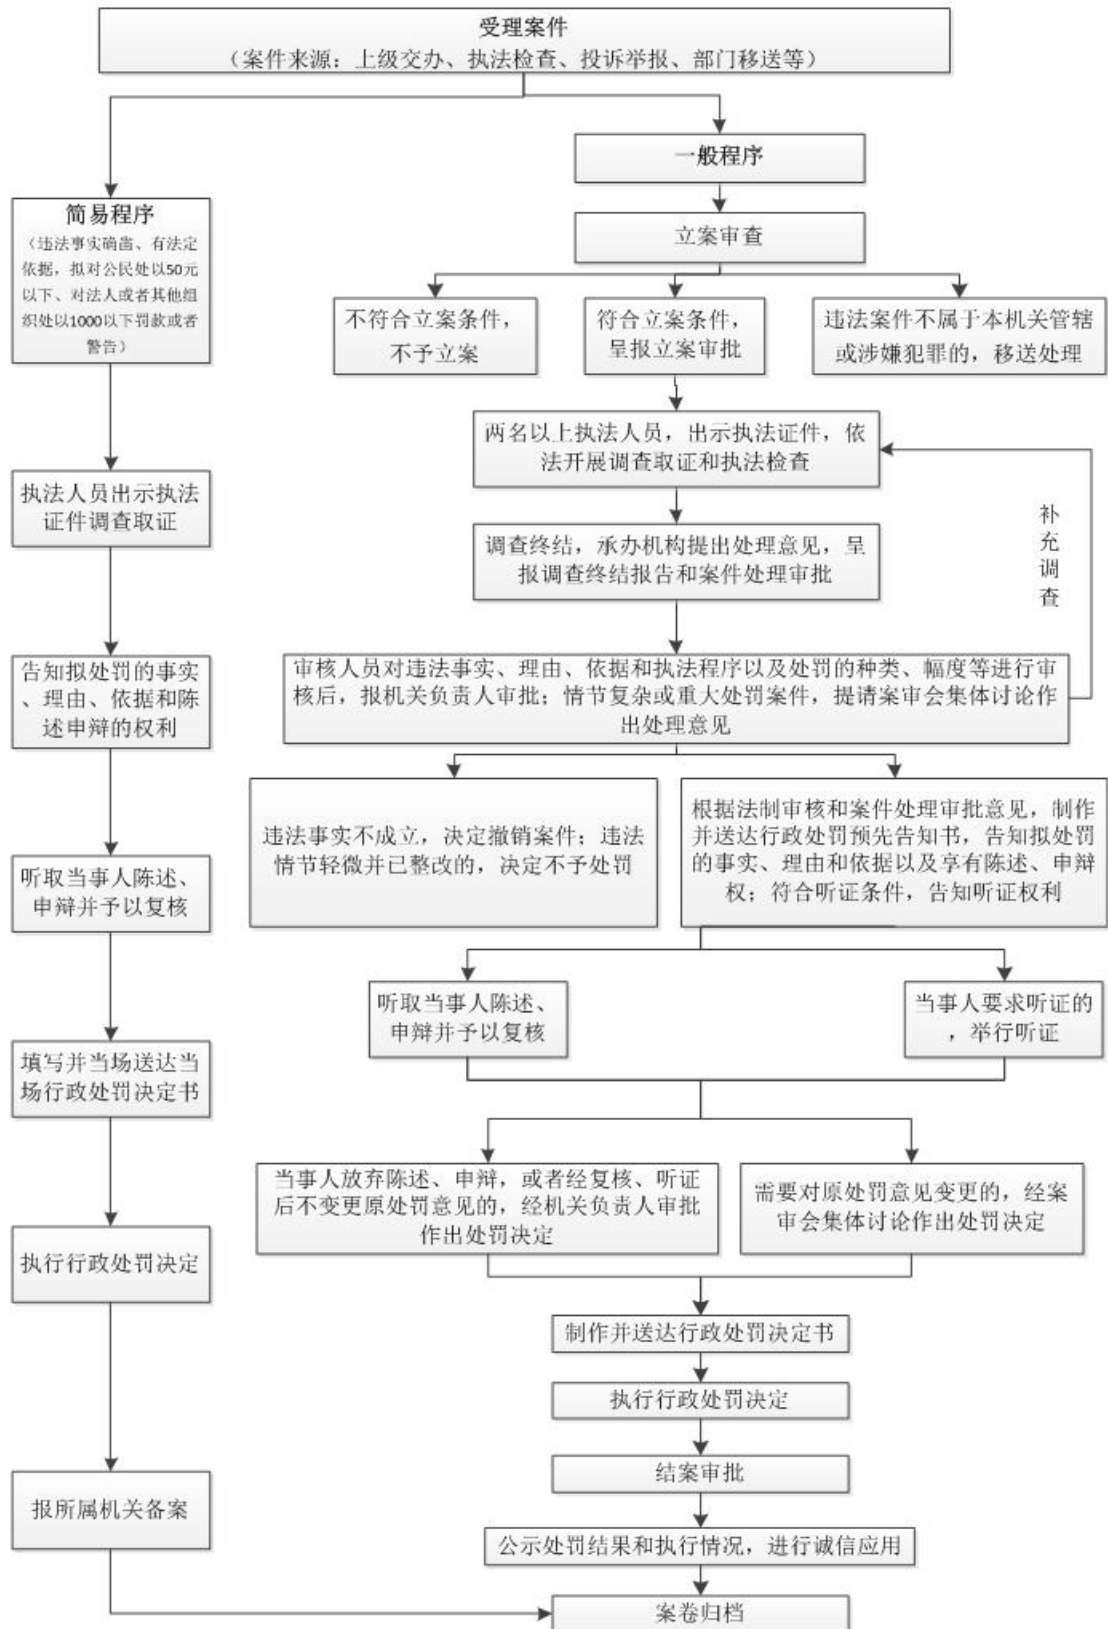 受理案件
（案件来源：上级交办、执法检查、投诉举报、部门移送等）
一般程序
简易程序
（违法事实确凿、有法定
依据，拟对公民处以50元
以下、对法人或者其他组
织处以1000以下罚款或者
警告）
立案审查
不符合立案条件，
不予立案
符合立案条件，
呈报立案审批
违法案件不属于本机关管辖
或涉嫌犯罪的，移送处理
两名以上执法人员，出示执法证件，依
法开展调查取证和执法检查
执法人员出示执法
证件调查取证
补
充
调
查
调查终结，承办机构提出处理意见，呈
报调查终结报告和案件处理审批
告知拟处罚的事实
、理由、依据和陈
述申辩的权利
审核人员对违法事实、理由、依据和执法程序以及处罚的种类、幅度等进行审
核后，报机关负责人审批；情节复杂或重大处罚案件，提请案审会集体讨论作
出处理意见
违法事实不成立，决定撤销案件；违法
情节轻微并已整改的，决定不予处罚
根据法制审核和案件处理审批意见，制作
并送达行政处罚预先告知书，告知拟处罚
的事实、理由和依据以及享有陈述、申辩
权；符合听证条件，告知听证权利
听取当事人陈述、
申辩并予以复核
听取当事人陈述、
申辩并予以复核
当事人要求听证的
，举行听证
填写并当场送达当
场行政处罚决定书
当事人放弃陈述、申辩，或者经复核、听证
后不变更原处罚意见的，经机关负责人审批
作出处罚决定
需要对原处罚意见变更的，经案
审会集体讨论作出处罚决定
执行行政处罚决定
制作并送达行政处罚决定书
执行行政处罚决定
结案审批
报所属机关备案
公示处罚结果和执行情况，进行诚信应用
案卷归档